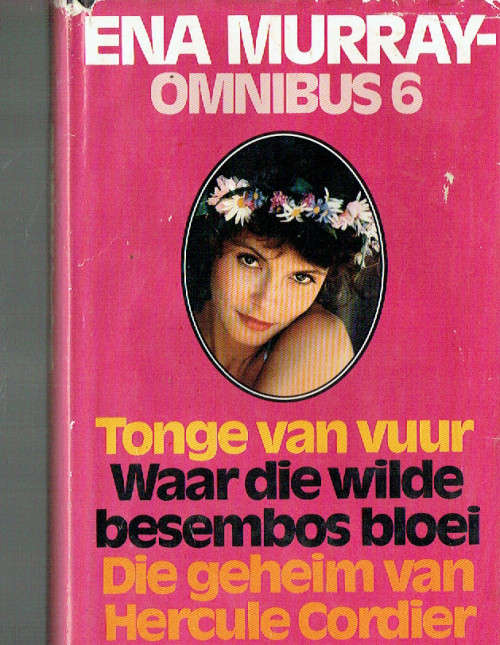 ENA MURRAY-
OMNIBUS 6
Tonge van vuur
Waar die wilde
besembos bloei
Die geheim van
Hercule Cordier